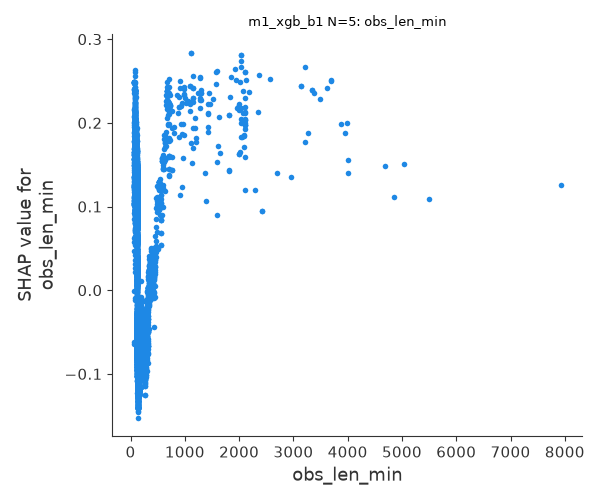 m1_xgb_b1 N=5: obs_len_min
0.3
0.2
0.1
0.0
−0.1
SHAP value for
obs_len_min
0 1000 2000 3000 4000 5000 6000 7000 8000
obs_len_min